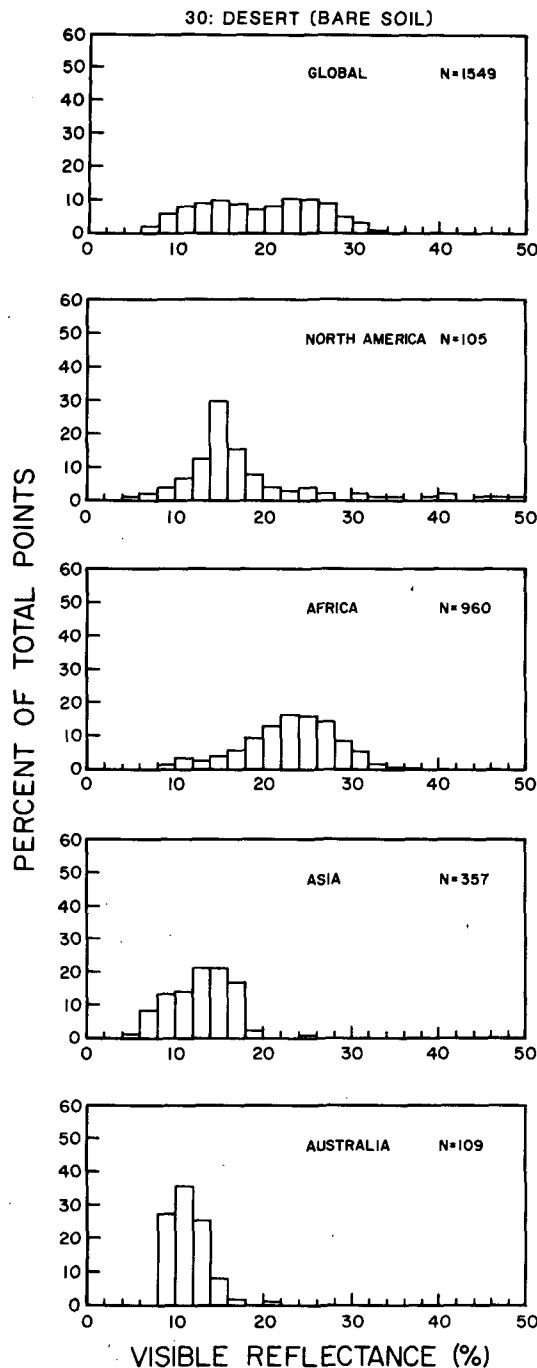 30: DESERT (BARE SOIL)
60
50
40
30
20
10
0
GLOBAL N=1549
0 10 20 30 40 50
60
50
40
30
20
10
0
NORTH AMERICA N=105
0 10 20 30 40 50
PERCENT OF TOTAL POINTS
60
50
40
30
20
10
0
AFRICA N=960
0 10 20 30 40 50
60
50
40
30
20
10
0
ASIA N=357
0 10 20 30 40 50
60
50
40
30
20
10
0
AUSTRALIA N=109
0 10 20 30 40 50
VISIBLE REFLECTANCE (%)